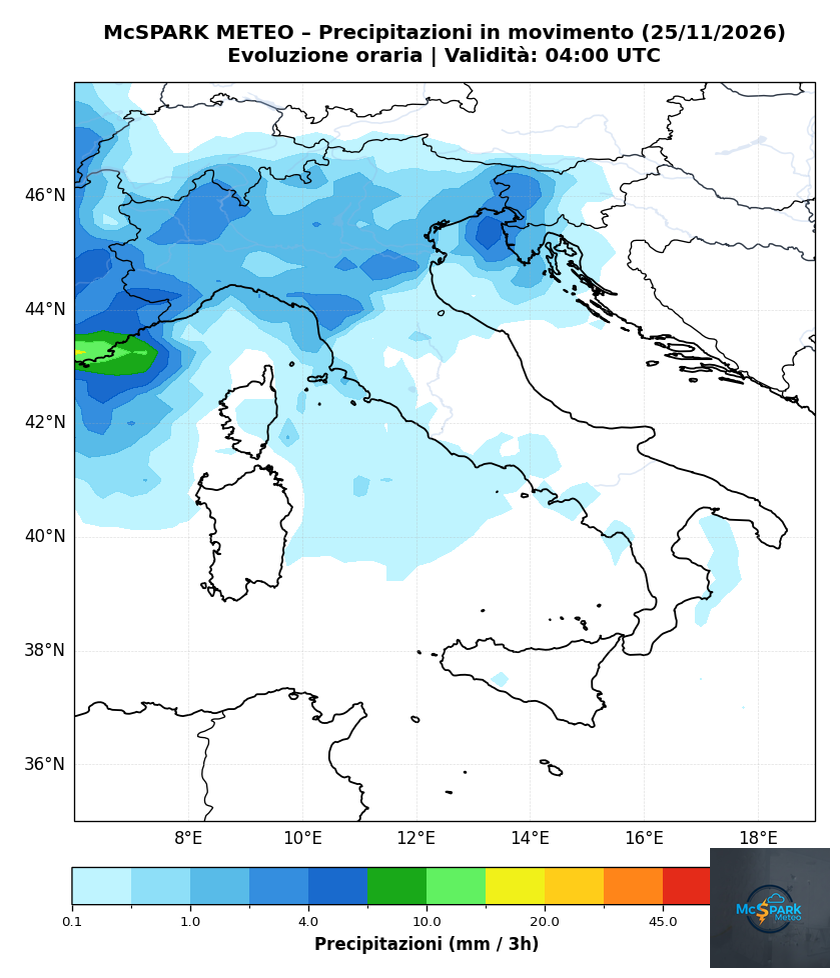 McSPARK METEO – Precipitazioni in movimento (25/11/2026)
Evoluzione oraria | Validità: 04:00 UTC
46°N
44°N
42°N
40°N
38°N
36°N
8°E 10°E 12°E 14°E 16°E 18°E
0.1 1.0 4.0 10.0 20.0 45.0
Precipitazioni (mm / 3h)
McSPARK
Meteo